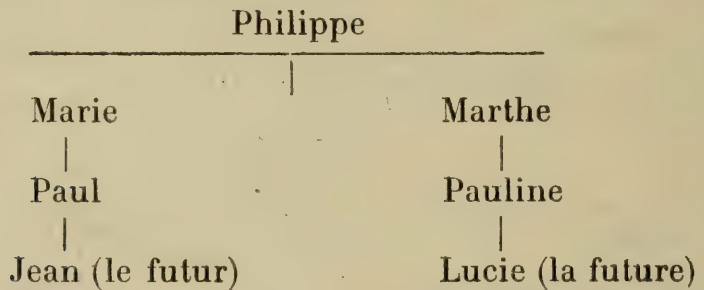 Philippe
Marie Marthe
Paul Pauline
Jean (le futur) Lucie (la future)